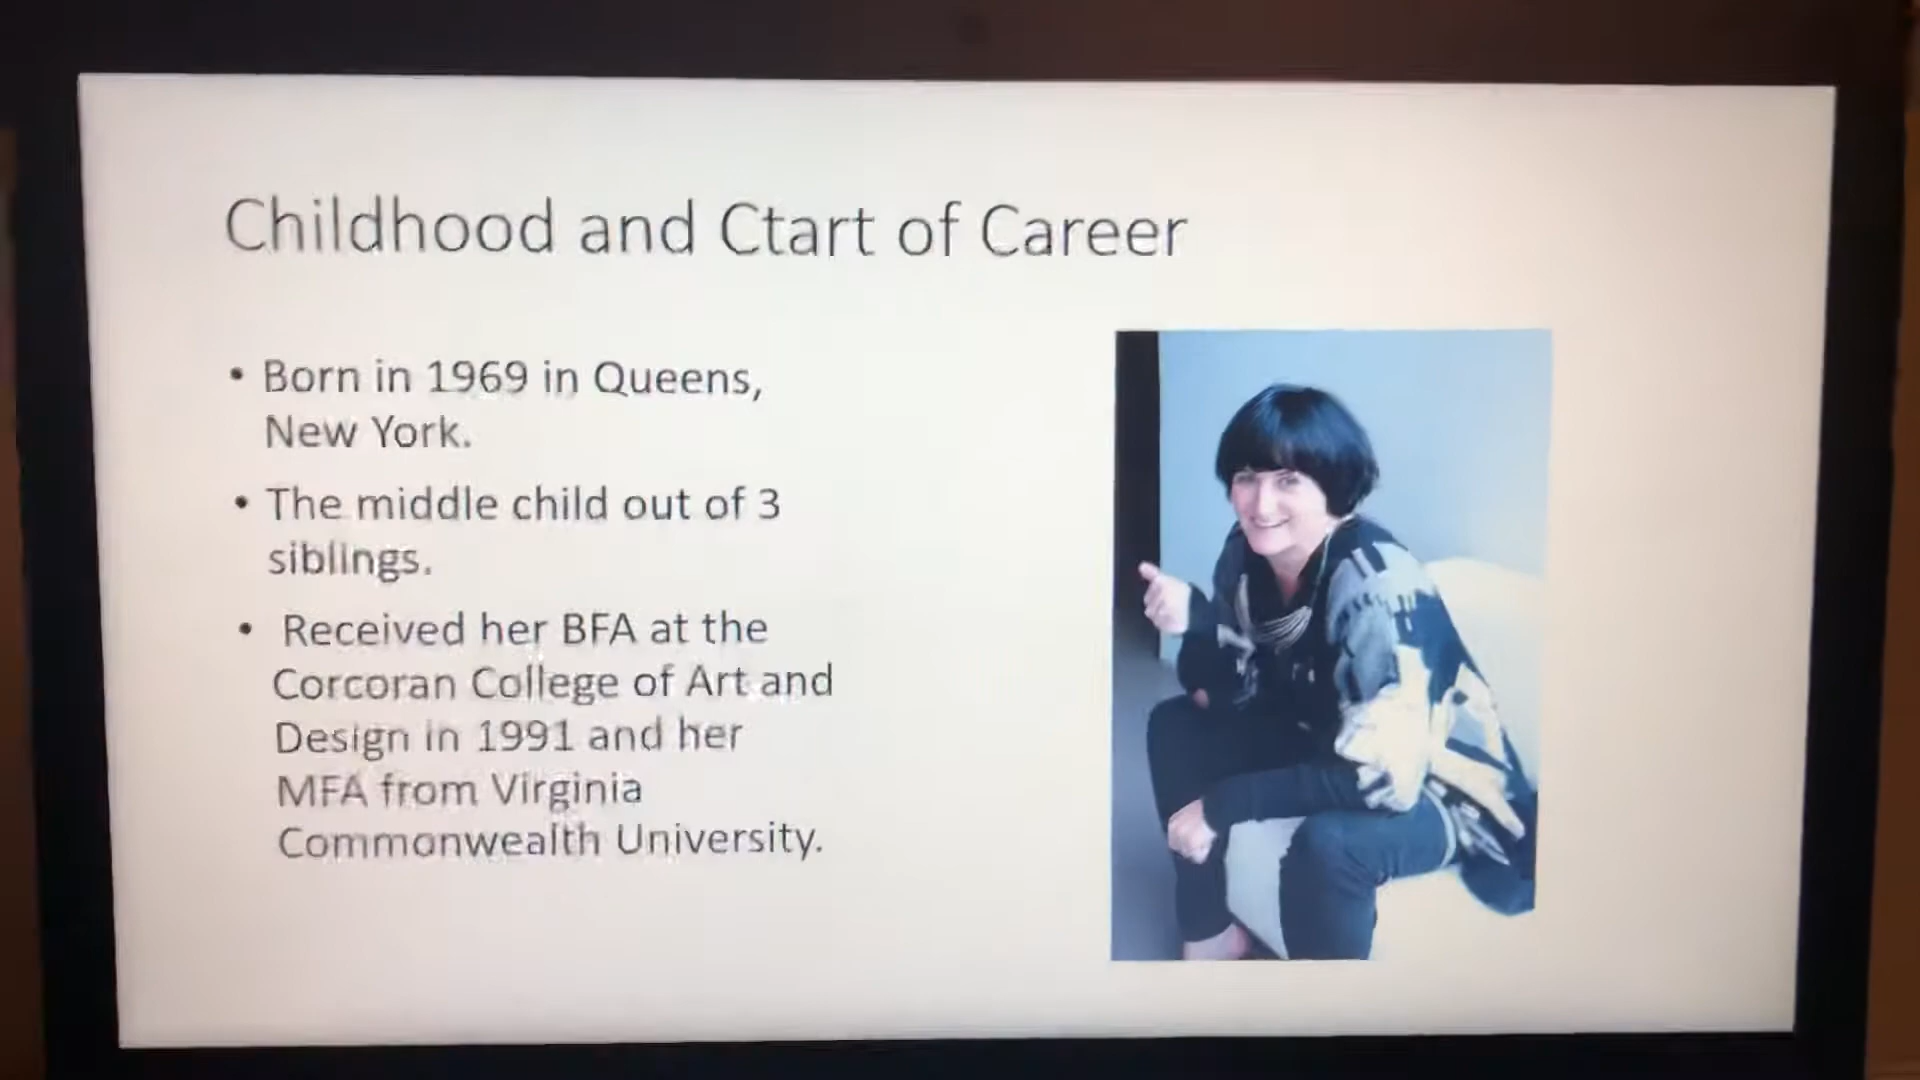 Childhood and Ctart of Career
• Born in 1969 in Queens,
New York.
• The middle child out of 3
siblings.
• Received her BFA at the
Corcoran College of Art and
Design in 1991 and her
MFA from Virginia
Commonwealth University.